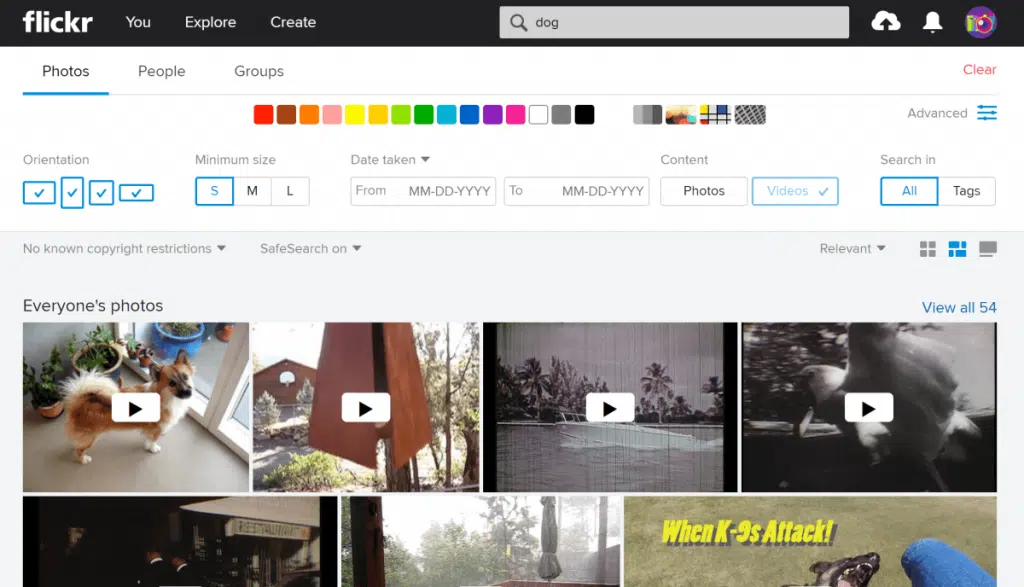 flickr You Explore Create dog
Photos People Groups Clear
Advanced
Orientation Minimum size Date taken Content Search in
S M L From MM-DD-YYYY To MM-DD-YYYY Photos Videos All Tags
No known copyright restrictions SafeSearch on Relevant
Everyone's photos View all 54
RESTAURANT
When K-9s Attack!